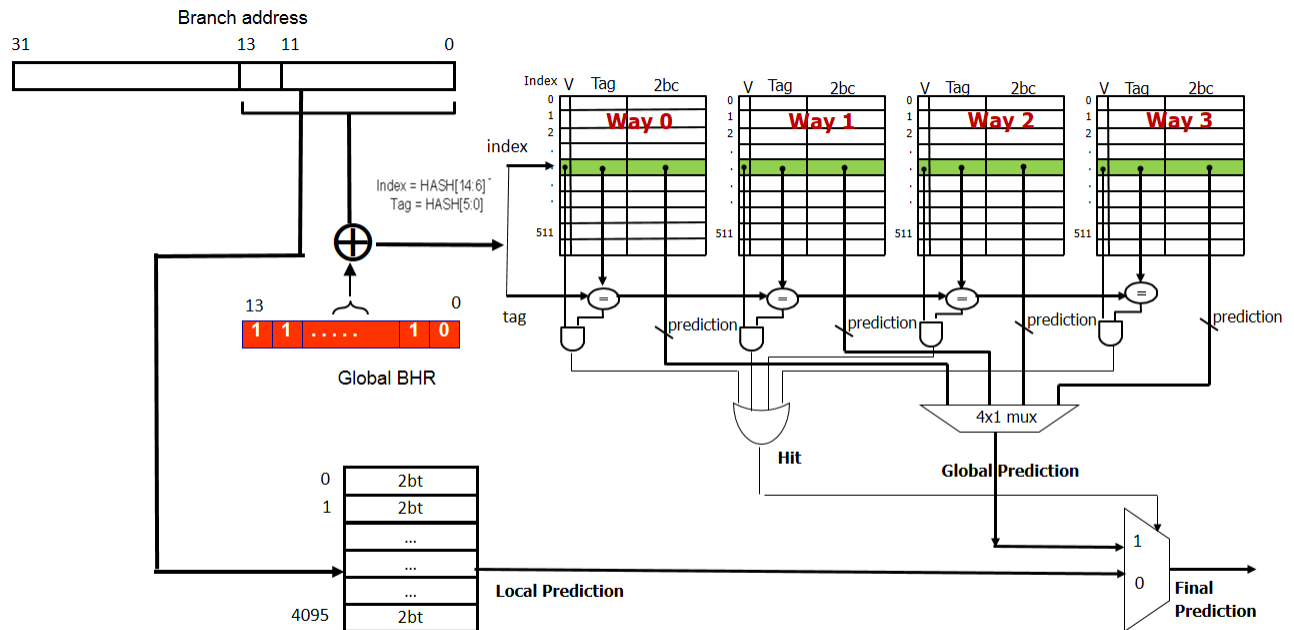 Branch address
31 13 11 0
Index V Tag 2bc V Tag 2bc V Tag 2bc V Tag 2bc
0 0 0 0
1 Way 0 1 Way 1 1 Way 2 1 Way 3
2 2 2 2
. . . .
index
. . . .
. . . .
Index = HASH[14:6]
Tag = HASH[5:0]
511 511 511 511
= = = =
tag
13 0
1 1 ..... 1 0
prediction prediction prediction prediction
Global BHR
4x1 mux
Hit
Global Prediction
0 2bt
1 2bt
...
...
...
4095 2bt
Local Prediction
1
0
Final
Prediction